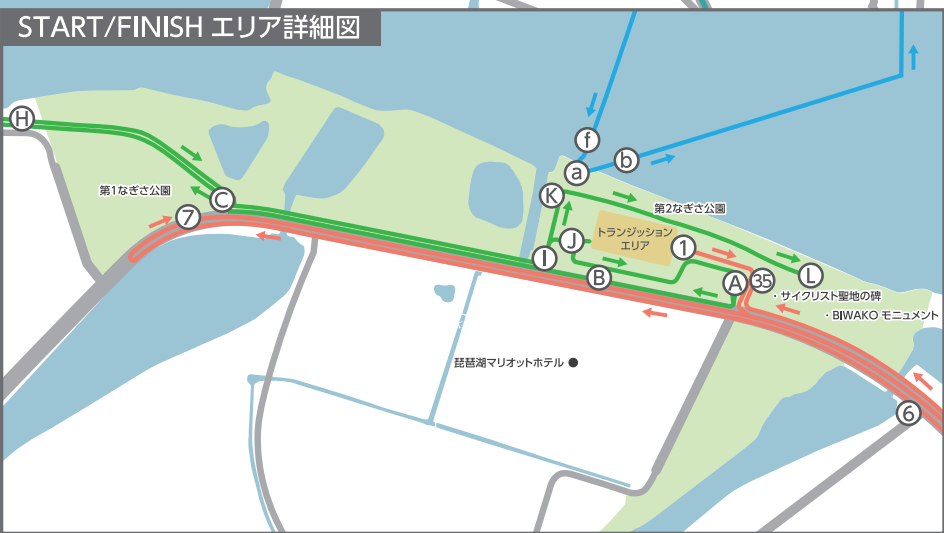 START/FINISH エリア詳細図
H
f
b
a
第1なぎさ公園
K
C
第2なぎさ公園
7
トランジッション
エリア
J
1
I
B
L
A
35
・サイクリスト聖地の碑
・BIWAKO モニュメント
琵琶湖マリオットホテル ●
6